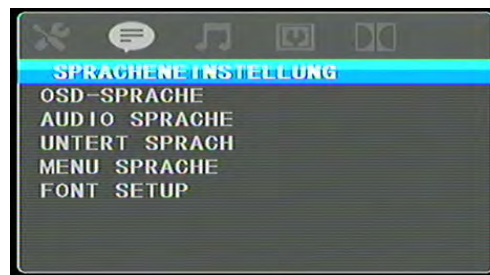 SPRACHENEINSTELLUNG
OSD-SPRACHE
AUDIO SPRACHE
UNTERT SPRACH
MENU SPRACHE
FONT SETUP